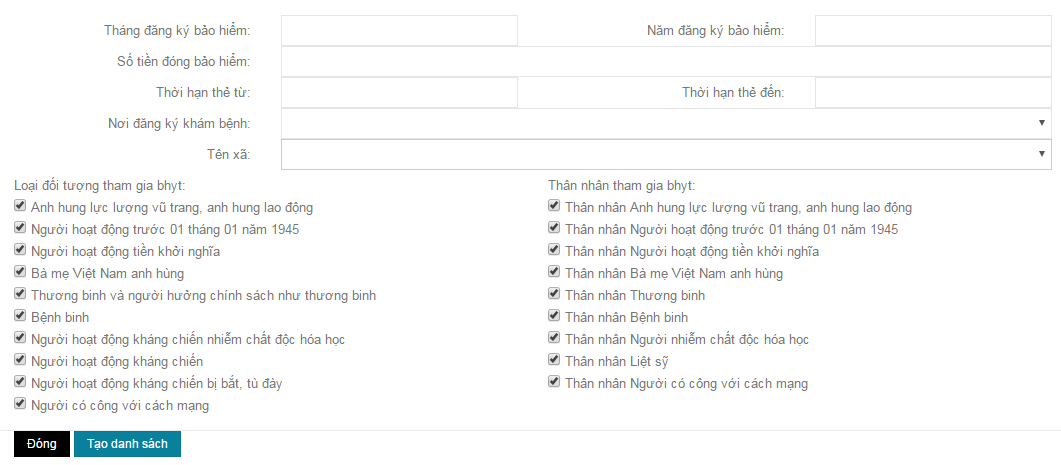 Tháng đăng ký bảo hiểm: Năm đăng ký bảo hiểm:
Số tiền đóng bảo hiểm:
Thời hạn thẻ từ: Thời hạn thẻ đến:
Nơi đăng ký khám bệnh:
Tên xã:
Loại đối tượng tham gia bhyt: Thân nhân tham gia bhyt:
Anh hung lực lượng vũ trang, anh hung lao động Thân nhân Anh hung lực lượng vũ trang, anh hung lao động
Người hoạt động trước 01 tháng 01 năm 1945 Thân nhân Người hoạt động trước 01 tháng 01 năm 1945
Người hoạt động tiền khởi nghĩa Thân nhân Người hoạt động tiền khởi nghĩa
Bà mẹ Việt Nam anh hùng Thân nhân Bà mẹ Việt Nam anh hùng
Thương binh và người hưởng chính sách như thương binh Thân nhân Thương binh
Bệnh binh Thân nhân Bệnh binh
Người hoạt động kháng chiến nhiễm chất độc hóa học Thân nhân Người nhiễm chất độc hóa học
Người hoạt động kháng chiến Thân nhân Liệt sỹ
Người hoạt động kháng chiến bị bắt, tù đày Thân nhân Người có công với cách mạng
Người có công với cách mạng
Đóng Tạo danh sách